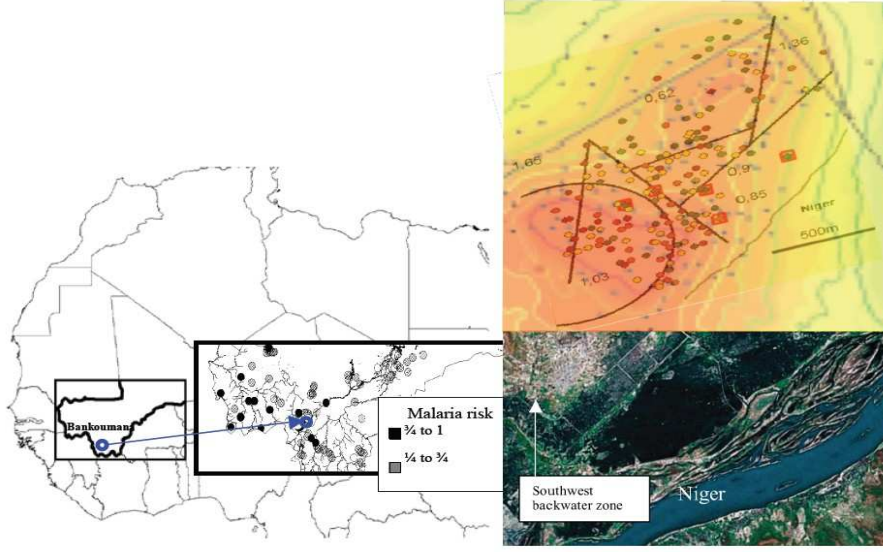 1,36
0,62
1,65
0,9
0,85
Niger
500m
1,03
Bankoumana
Malaria risk
¾ to 1
¼ to ¾
Southwest
backwater zone
Niger